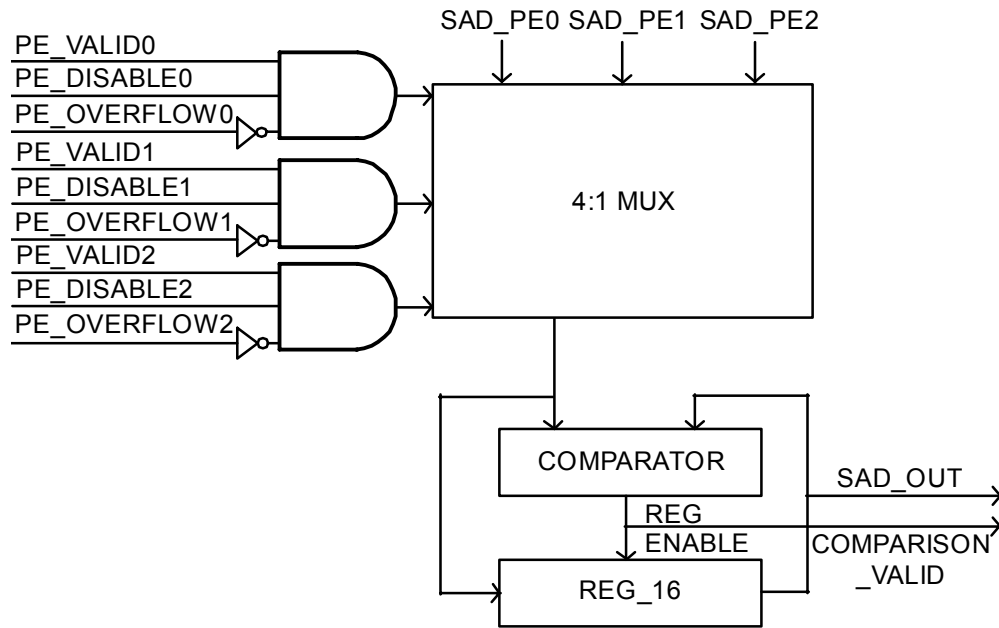 SAD_PE0 SAD_PE1 SAD_PE2
PE_VALID0
PE_DISABLE0
PE_OVERFLOW0
PE_VALID1
PE_DISABLE1
PE_OVERFLOW1
PE_VALID2
PE_DISABLE2
PE_OVERFLOW2
4:1 MUX
COMPARATOR
SAD_OUT
REG
ENABLE
COMPARISON
_VALID
REG_16